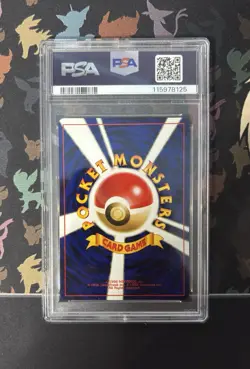 PSA
PSA
115978125
POCKET MONSTERS
CARD GAME